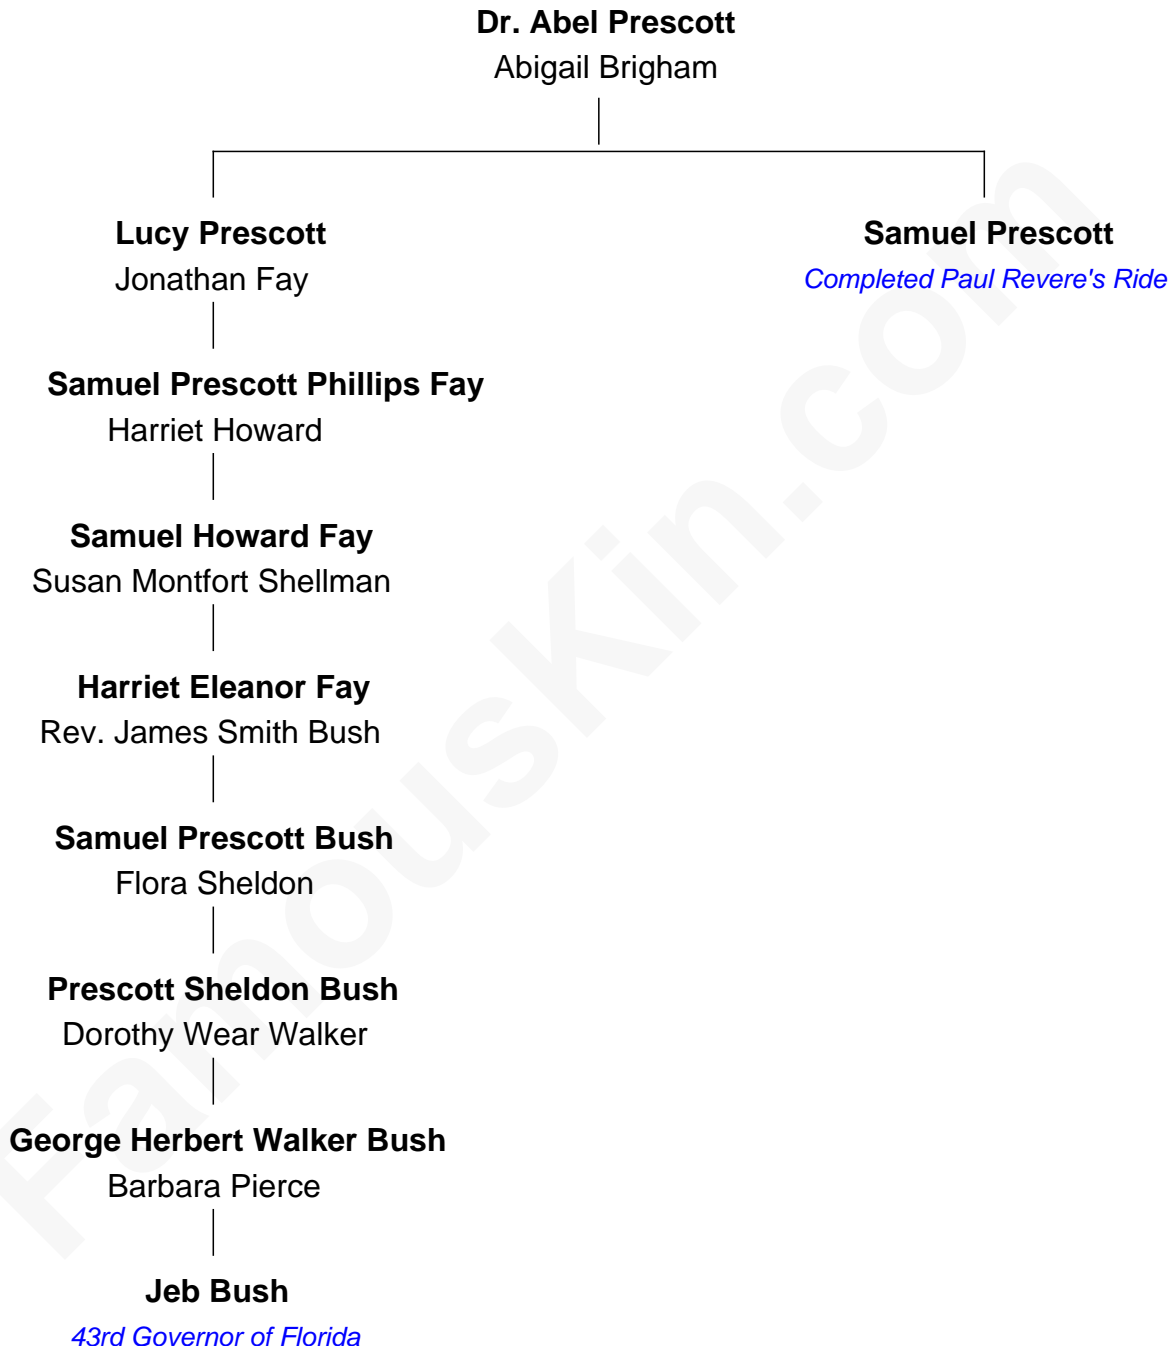 Dr. Abel Prescott
Abigail Brigham
Lucy Prescott
Jonathan Fay
Samuel Prescott
Completed Paul Revere's Ride
Samuel Prescott Phillips Fay
Harriet Howard
Samuel Howard Fay
Susan Montfort Shellman
Harriet Eleanor Fay
Rev. James Smith Bush
Samuel Prescott Bush
Flora Sheldon
Prescott Sheldon Bush
Dorothy Wear Walker
George Herbert Walker Bush
Barbara Pierce
Jeb Bush
43rd Governor of Florida
FamousKin.com